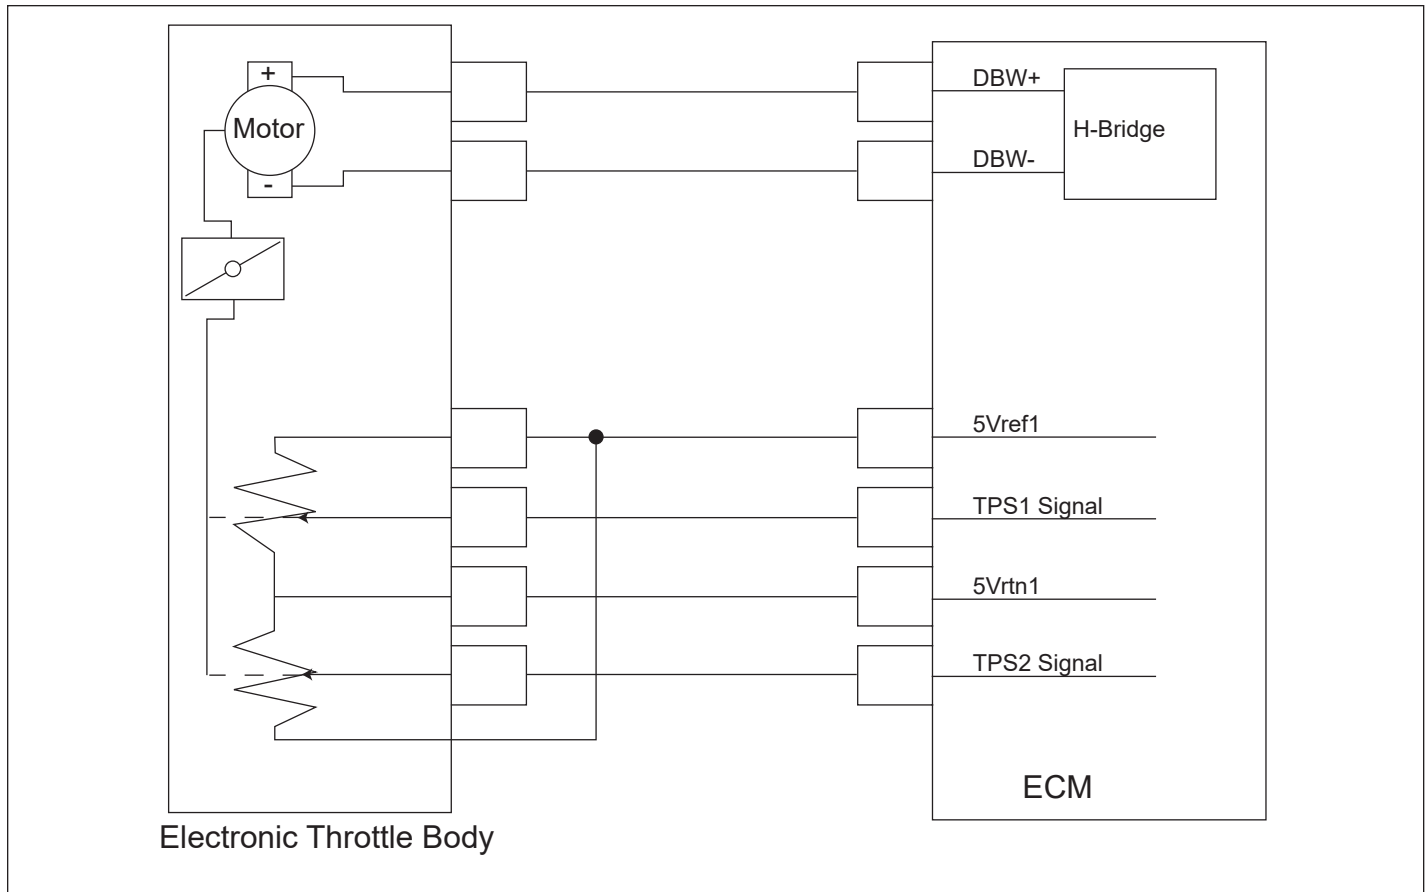 +
Motor
-
DBW+
H-Bridge
DBW-
5Vref1
TPS1 Signal
5Vrtn1
TPS2 Signal
ECM
Electronic Throttle Body